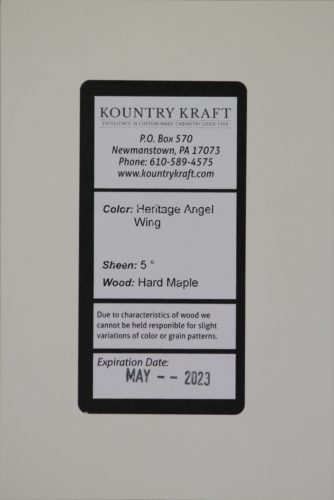 KOUNTRY KRAFT
EXCELLENCE IN CUSTOM-MADE CABINETRY SINCE 1959
P.O. Box 570
Newmanstown, PA 17073
Phone: 610-589-4575
www.kountrykraft.com
Color: Heritage Angel
Wing
Sheen: 5 °
Wood: Hard Maple
Due to characteristics of wood we
cannot be held responsible for slight
variations of color or grain patterns.
Expiration Date:
MAY -- 2023